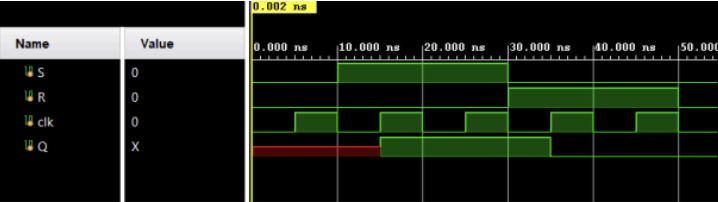 0.002 ns
Name Value
0.000 ns 10.000 ns 20.000 ns 30.000 ns 40.000 ns 50.000
S 0
R 0
clk 0
Q X